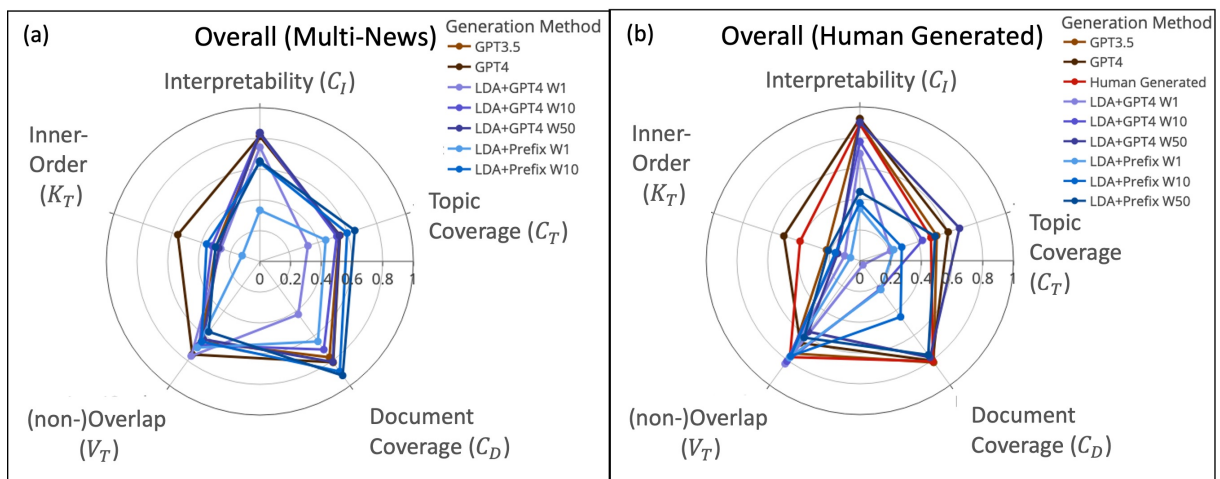 (a)
Overall (Multi-News)
Generation Method
GPT3.5
GPT4
LDA+GPT4 W1
LDA+GPT4 W10
LDA+GPT4 W50
LDA+Prefix W1
LDA+Prefix W10
Interpretability (C_I)
Inner-
Order
(K_T)
Topic
Coverage (C_T)
0 0.2 0.4 0.6 0.8 1
(non-)Overlap
(V_T)
Document
Coverage (C_D)
(b)
Overall (Human Generated)
Generation Method
GPT3.5
GPT4
Human Generated
LDA+GPT4 W1
LDA+GPT4 W10
LDA+GPT4 W50
LDA+Prefix W1
LDA+Prefix W10
LDA+Prefix W50
Interpretability (C_I)
Inner-
Order
(K_T)
Topic
Coverage
(C_T)
0 0.2 0.4 0.6 0.8 1
(non-)Overlap
(V_T)
Document
Coverage (C_D)